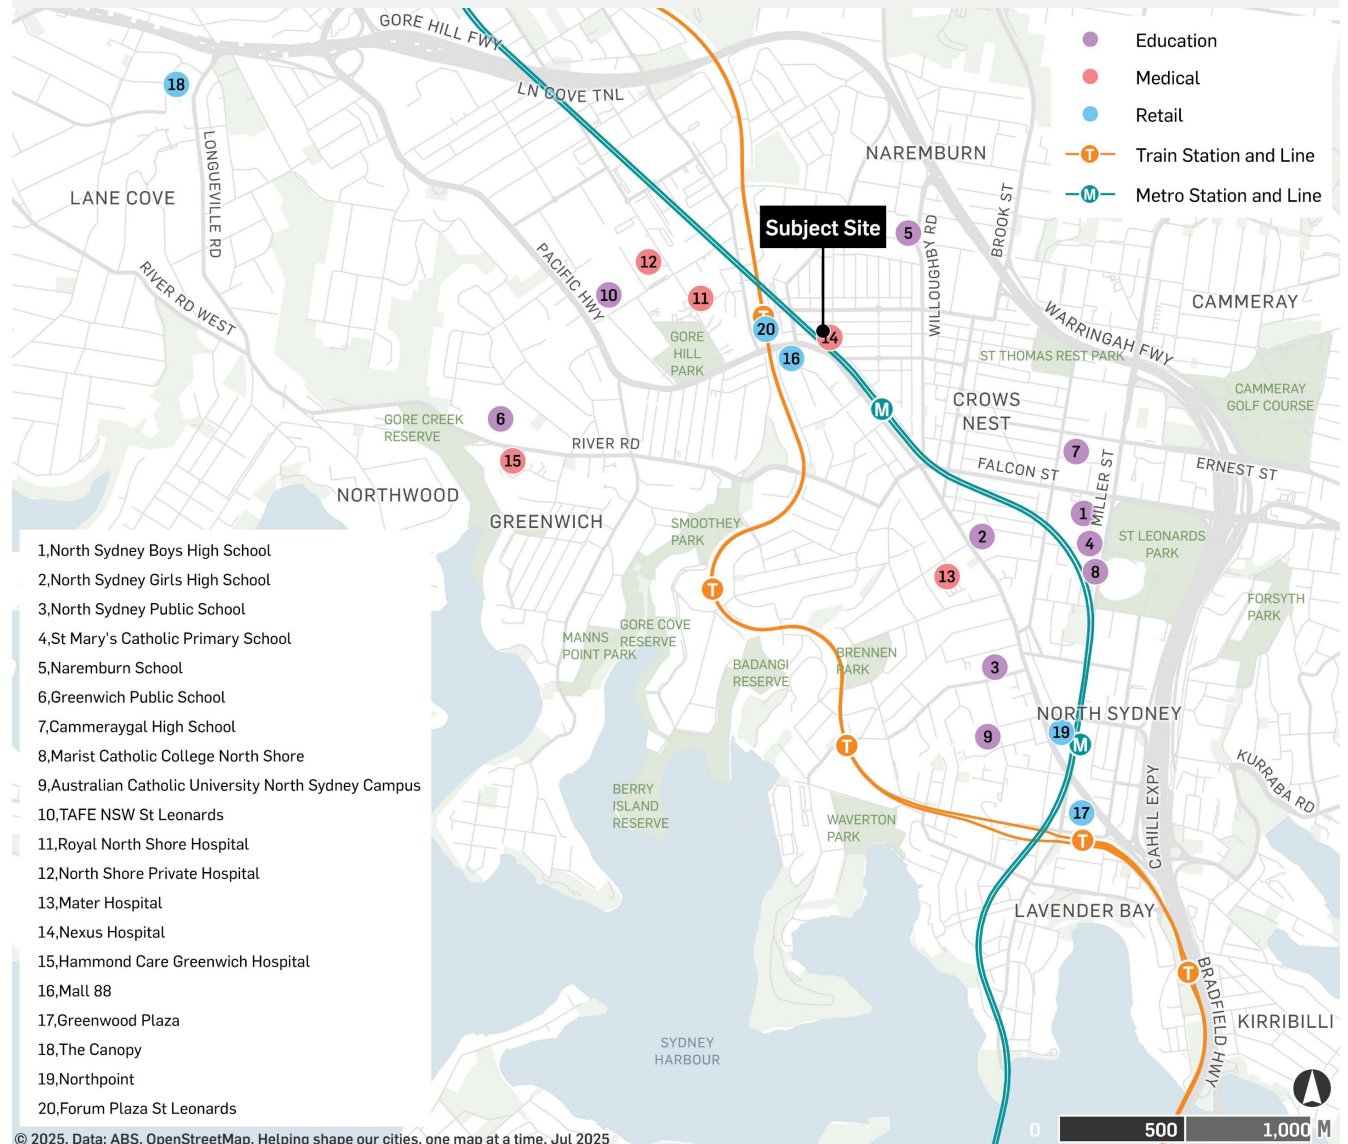 GORE HILL FWY
LN COVE TNL
18
LONGUEVILLE RD
LANE COVE
RIVER RD WEST
PACIFIC HWY
12
10
11
GORE
HILL
PARK
T
20
16
Subject Site
14
5
NAREMBURN
WILLOUGHBY RD
BROOK ST
Education
Medical
Retail
T
Train Station and Line
M
Metro Station and Line
CAMMERAY
WARRINGAH FWY
ST THOMAS REST PARK
CAMMERAY
GOLF COURSE
CROWS
NEST
M
GORE CREEK
RESERVE
6
15
RIVER RD
NORTHWOOD
GREENWICH
7
FALCON ST
MILLER ST
ERNEST ST
SMOOTHEY
PARK
2
1
4
8
ST LEONARDS
PARK
13
T
FORSYTH
PARK
GORE COVE
RESERVE
MANNS
POINT PARK
BADANGI
RESERVE
BRENNEN
PARK
3
NORTH SYDNEY
9
19
M
T
KURRABA RD
BERRY
ISLAND
RESERVE
WAVERTON
PARK
17
T
CAHILL EXPY
LAVENDER BAY
T
BRADFIELD HWY
KIRRIBILLI
SYDNEY
HARBOUR
1,North Sydney Boys High School
2,North Sydney Girls High School
3,North Sydney Public School
4,St Mary's Catholic Primary School
5,Naremburn School
6,Greenwich Public School
7,Cammeraygal High School
8,Marist Catholic College North Shore
9,Australian Catholic University North Sydney Campus
10,TAFE NSW St Leonards
11,Royal North Shore Hospital
12,North Shore Private Hospital
13,Mater Hospital
14,Nexus Hospital
15,Hammond Care Greenwich Hospital
16,Mall 88
17,Greenwood Plaza
18,The Canopy
19,Northpoint
20,Forum Plaza St Leonards
0 500 1,000 M
© 2025. Data: ABS, OpenStreetMap. Helping shape our cities, one map at a time. Jul 2025